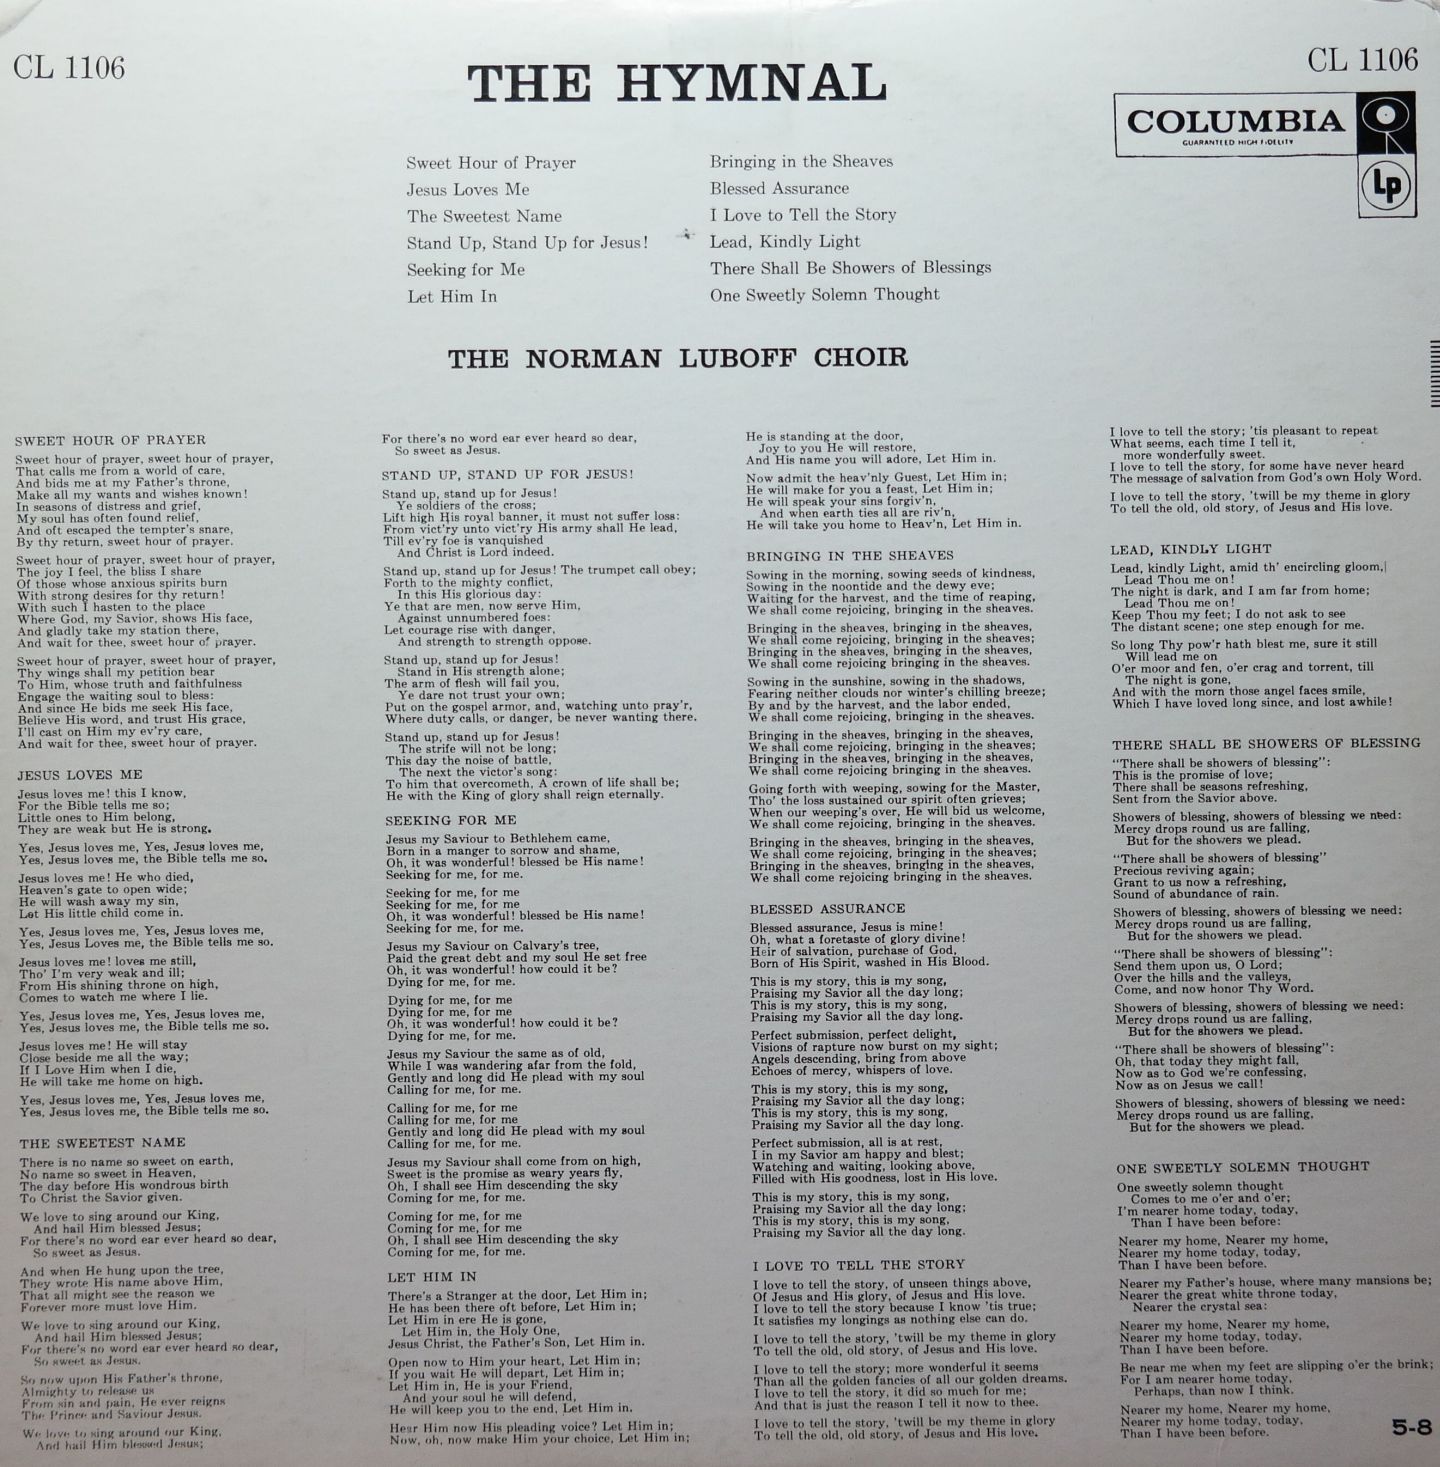 CL 1106
THE HYMNAL
CL 1106
COLUMBIA
GUARANTEED HIGH FIDELITY
Lp
Sweet Hour of Prayer
Jesus Loves Me
The Sweetest Name
Stand Up, Stand Up for Jesus!
Seeking for Me
Let Him In
Bringing in the Sheaves
Blessed Assurance
I Love to Tell the Story
Lead, Kindly Light
There Shall Be Showers of Blessings
One Sweetly Solemn Thought
THE NORMAN LUBOFF CHOIR
SWEET HOUR OF PRAYER
Sweet hour of prayer, sweet hour of prayer,
That calls me from a world of care,
And bids me at my Father's throne,
Make all my wants and wishes known!
In seasons of distress and grief,
My soul has often found relief,
And oft escaped the tempter's snare,
By thy return, sweet hour of prayer.
Sweet hour of prayer, sweet hour of prayer,
The joy I feel, the bliss I share
Of those whose anxious spirits burn
With strong desires for thy return!
With such I hasten to the place
Where God, my Savior, shows His face,
And gladly take my station there,
And wait for thee, sweet hour of prayer.
Sweet hour of prayer, sweet hour of prayer,
Thy wings shall my petition bear
To Him, whose truth and faithfulness
Engage the waiting soul to bless:
And since He bids me seek His face,
Believe His word, and trust His grace,
I'll cast on Him my ev'ry care,
And wait for thee, sweet hour of prayer.
JESUS LOVES ME
Jesus loves me! this I know,
For the Bible tells me so;
Little ones to Him belong,
They are weak but He is strong.
Yes, Jesus loves me, Yes, Jesus loves me,
Yes, Jesus loves me, the Bible tells me so.
Jesus loves me! He who died,
Heaven's gate to open wide;
He will wash away my sin,
Let His little child come in.
Yes, Jesus loves me, Yes, Jesus loves me,
Yes, Jesus Loves me, the Bible tells me so.
Jesus loves me! loves me still,
Tho' I'm very weak and ill;
From His shining throne on high,
Comes to watch me where I lie.
Yes, Jesus loves me, Yes, Jesus loves me,
Yes, Jesus loves me, the Bible tells me so.
Jesus loves me! He will stay
Close beside me all the way;
If I Love Him when I die,
He will take me home on high.
Yes, Jesus loves me, Yes, Jesus loves me,
Yes, Jesus loves me, the Bible tells me so.
THE SWEETEST NAME
There is no name so sweet on earth,
No name so sweet in Heaven,
The day before His wondrous birth
To Christ the Savior given.
We love to sing around our King,
And hail Him blessed Jesus;
For there's no word ear ever heard so dear,
So sweet as Jesus.
And when He hung upon the tree,
They wrote His name above Him,
That all might see the reason we
Forever more must love Him.
We love to sing around our King,
And hail Him blessed Jesus;
For there's no word ear ever heard so dear,
So sweet as Jesus.
So now upon His Father's throne,
Almighty to release us
From sin and pain, He ever reigns
The Prince and Saviour Jesus.
We love to sing around our King,
And hail Him blessed Jesus;
For there's no word ear ever heard so dear,
So sweet as Jesus.
STAND UP, STAND UP FOR JESUS!
Stand up, stand up for Jesus!
Ye soldiers of the cross;
Lift high His royal banner, it must not suffer loss:
From vict'ry unto vict'ry His army shall He lead,
Till ev'ry foe is vanquished
And Christ is Lord indeed.
Stand up, stand up for Jesus! The trumpet call obey;
Forth to the mighty conflict,
In this His glorious day:
Ye that are men, now serve Him,
Against unnumbered foes:
Let courage rise with danger,
And strength to strength oppose.
Stand up, stand up for Jesus!
Stand in His strength alone;
The arm of flesh will fail you,
Ye dare not trust your own;
Put on the gospel armor, and, watching unto pray'r,
Where duty calls, or danger, be never wanting there.
Stand up, stand up for Jesus!
The strife will not be long;
This day the noise of battle,
The next the victor's song:
To him that overcometh, A crown of life shall be;
He with the King of glory shall reign eternally.
SEEKING FOR ME
Jesus my Saviour to Bethlehem came,
Born in a manger to sorrow and shame,
Oh, it was wonderful! blessed be His name!
Seeking for me, for me.
Seeking for me, for me
Seeking for me, for me
Oh, it was wonderful! blessed be His name!
Seeking for me, for me.
Jesus my Saviour on Calvary's tree,
Paid the great debt and my soul He set free
Oh, it was wonderful! how could it be?
Dying for me, for me.
Dying for me, for me
Dying for me, for me
Oh, it was wonderful! how could it be?
Dying for me, for me.
Jesus my Saviour the same as of old,
While I was wandering afar from the fold,
Gently and long did He plead with my soul
Calling for me, for me.
Calling for me, for me
Calling for me, for me
Gently and long did He plead with my soul
Calling for me, for me.
Jesus my Saviour shall come from on high,
Sweet is the promise as weary years fly,
Oh, I shall see Him descending the sky
Coming for me, for me.
Coming for me, for me
Coming for me, for me
Oh, I shall see Him descending the sky
Coming for me, for me.
LET HIM IN
There's a Stranger at the door, Let Him in;
He has been there oft before, Let Him in;
Let Him in ere He is gone,
Let Him in, the Holy One,
Jesus Christ, the Father's Son, Let Him in.
Open now to Him your heart, Let Him in;
If you wait He will depart, Let Him in;
Let Him in, He is your Friend,
And your soul he will defend,
He will keep you to the end, Let Him in.
Hear Him now His pleading voice? Let Him in;
Now, oh, now make Him your choice, Let Him in;
He is standing at the door,
Joy to you He will restore,
And His name you will adore, Let Him in.
Now admit the heav'nly Guest, Let Him in;
He will make for you a feast, Let Him in;
He will speak your sins forgiv'n,
And when earth ties all are riv'n,
He will take you home to Heav'n, Let Him in.
BRINGING IN THE SHEAVES
Sowing in the morning, sowing seeds of kindness,
Sowing in the noontide and the dewy eve;
Waiting for the harvest, and the time of reaping,
We shall come rejoicing, bringing in the sheaves.
Bringing in the sheaves, bringing in the sheaves,
We shall come rejoicing, bringing in the sheaves;
Bringing in the sheaves, bringing in the sheaves,
We shall come rejoicing bringing in the sheaves.
Sowing in the sunshine, sowing in the shadows,
Fearing neither clouds nor winter's chilling breeze;
By and by the harvest, and the labor ended,
We shall come rejoicing, bringing in the sheaves.
Bringing in the sheaves, bringing in the sheaves,
We shall come rejoicing, bringing in the sheaves;
Bringing in the sheaves, bringing in the sheaves,
We shall come rejoicing bringing in the sheaves.
Going forth with weeping, sowing for the Master,
Tho' the loss sustained our spirit often grieves;
When our weeping's over, He will bid us welcome,
We shall come rejoicing, bringing in the sheaves.
Bringing in the sheaves, bringing in the sheaves,
We shall come rejoicing, bringing in the sheaves;
Bringing in the sheaves, bringing in the sheaves,
We shall come rejoicing bringing in the sheaves.
BLESSED ASSURANCE
Blessed assurance, Jesus is mine!
Oh, what a foretaste of glory divine!
Heir of salvation, purchase of God,
Born of His Spirit, washed in His Blood.
This is my story, this is my song,
Praising my Savior all the day long;
This is my story, this is my song,
Praising my Savior all the day long.
Perfect submission, perfect delight,
Visions of rapture now burst on my sight;
Angels descending, bring from above
Echoes of mercy, whispers of love.
This is my story, this is my song,
Praising my Savior all the day long;
This is my story, this is my song,
Praising my Savior all the day long.
Perfect submission, all is at rest,
I in my Savior am happy and blest;
Watching and waiting, looking above,
Filled with His goodness, lost in His love.
This is my story, this is my song,
Praising my Savior all the day long;
This is my story, this is my song,
Praising my Savior all the day long.
I LOVE TO TELL THE STORY
I love to tell the story, of unseen things above,
Of Jesus and His glory, of Jesus and His love.
I love to tell the story because I know 'tis true;
It satisfies my longings as nothing else can do.
I love to tell the story, 'twill be my theme in glory
To tell the old, old story, of Jesus and His love.
I love to tell the story; more wonderful it seems
Than all the golden fancies of all our golden dreams.
I love to tell the story, it did so much for me;
And that is just the reason I tell it now to thee.
I love to tell the story, 'twill be my theme in glory
To tell the old, old story, of Jesus and His love.
I love to tell the story; 'tis pleasant to repeat
What seems, each time I tell it,
more wonderfully sweet.
I love to tell the story, for some have never heard
The message of salvation from God's own Holy Word.
I love to tell the story, 'twill be my theme in glory
To tell the old, old story, of Jesus and His love.
LEAD, KINDLY LIGHT
Lead, kindly Light, amid th' encircling gloom,
Lead Thou me on!
The night is dark, and I am far from home;
Lead Thou me on!
Keep Thou my feet; I do not ask to see
The distant scene; one step enough for me.
So long Thy pow'r hath blest me, sure it still
Will lead me on
O'er moor and fen, o'er crag and torrent, till
The night is gone,
And with the morn those angel faces smile,
Which I have loved long since, and lost awhile!
THERE SHALL BE SHOWERS OF BLESSING
"There shall be showers of blessing":
This is the promise of love;
There shall be seasons refreshing,
Sent from the Savior above.
Showers of blessing, showers of blessing we need:
Mercy drops round us are falling,
But for the showers we plead.
"There shall be showers of blessing"
Precious reviving again;
Grant to us now a refreshing,
Sound of abundance of rain.
Showers of blessing, showers of blessing we need:
Mercy drops round us are falling,
But for the showers we plead.
"There shall be showers of blessing":
Send them upon us, O Lord;
Over the hills and the valleys,
Come, and now honor Thy Word.
Showers of blessing, showers of blessing we need:
Mercy drops round us are falling,
But for the showers we plead.
"There shall be showers of blessing":
Oh, that today they might fall,
Now as to God we're confessing,
Now as on Jesus we call!
Showers of blessing, showers of blessing we need:
Mercy drops round us are falling,
But for the showers we plead.
ONE SWEETLY SOLEMN THOUGHT
One sweetly solemn thought
Comes to me o'er and o'er;
I'm nearer home today, today,
Than I have been before:
Nearer my home, Nearer my home,
Nearer my home today, today,
Than I have been before.
Nearer my Father's house, where many mansions be;
Nearer the great white throne today,
Nearer the crystal sea:
Nearer my home, Nearer my home,
Nearer my home today, today,
Than I have been before.
Be near me when my feet are slipping o'er the brink;
For I am nearer home today,
Perhaps, than now I think.
Nearer my home, Nearer my home,
Nearer my home today, today,
Than I have been before.
5-8